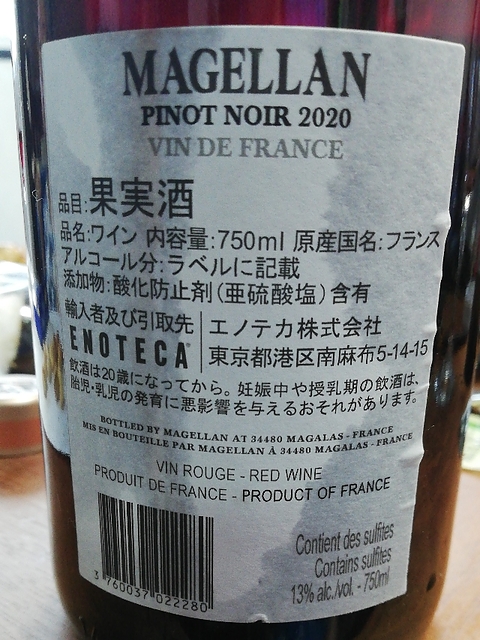 MAGELLAN
PINOT NOIR 2020
VIN DE FRANCE
品目:果実酒
品名:ワイン 内容量:750ml 原産国名:フランス
アルコール分:ラベルに記載
添加物:酸化防止剤(亜硫酸塩)含有
輸入者及び引取先
ENOTECA
エノテカ株式会社
東京都港区南麻布5-14-15
飲酒は20歳になってから。妊娠中や授乳期の飲酒は、
胎児・乳児の発育に悪影響を与えるおそれがあります。
BOTTLED BY MAGELLAN AT 34480 MAGALAS - FRANCE
MIS EN BOUTEILLE PAR MAGELLAN À 34480 MAGALAS - FRANCE
VIN ROUGE - RED WINE
PRODUIT DE FRANCE - PRODUCT OF FRANCE
3 760037 022280
Contient des sulfites
Contains sulfites
13% alc./vol. - 750ml